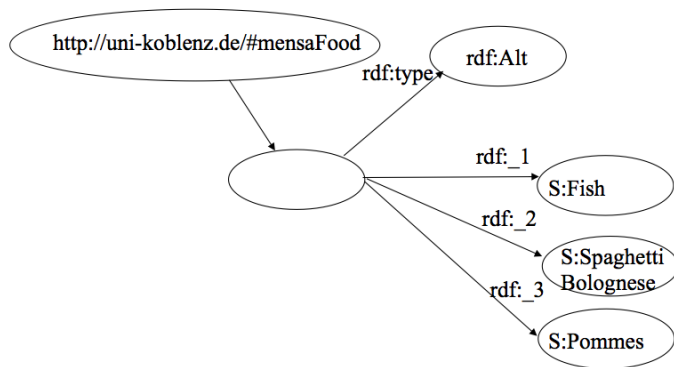 http://uni-koblenz.de/#mensaFood
rdf:Alt
rdf:type
rdf:_1
S:Fish
rdf:_2
S:Spaghetti
Bolognese
rdf:_3
S:Pommes